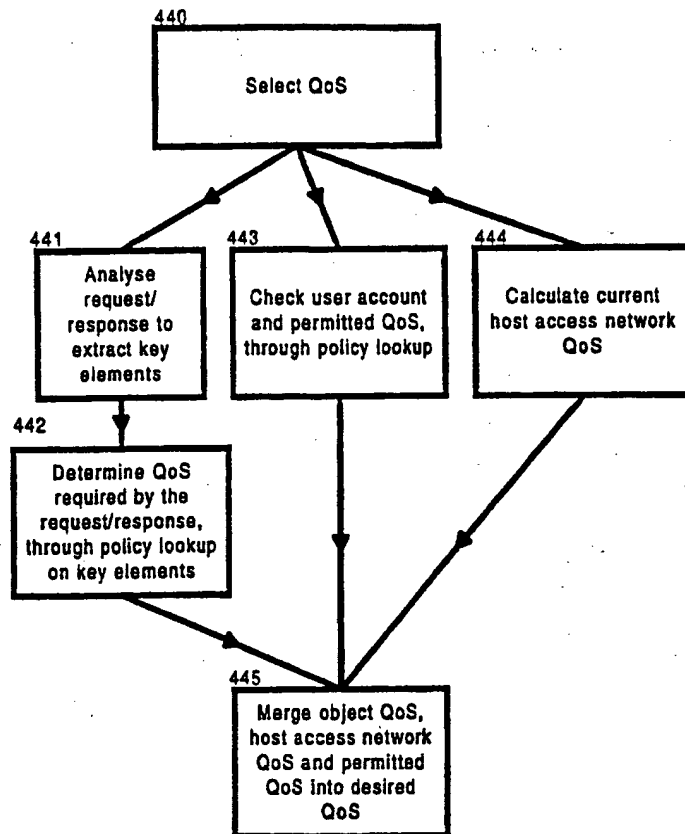 440
Select QoS
441
Analyse
request/
response to
extract key
elements
443
Check user account
and permitted QoS,
through policy lookup
444
Calculate current
host access network
QoS
442
Determine QoS
required by the
request/response,
through policy lookup
on key elements
445
Merge object QoS,
host access network
QoS and permitted
QoS into desired
QoS